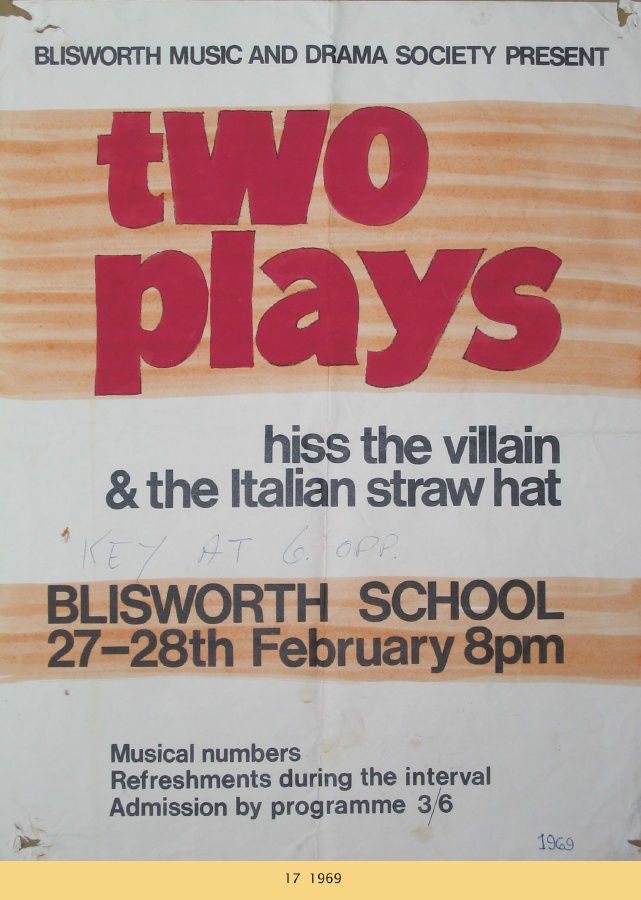 BLISWORTH MUSIC AND DRAMA SOCIETY PRESENT
two
plays
hiss the villain
& the Italian straw hat
KEY AT 6. OPP.
BLISWORTH SCHOOL
27–28th February 8pm
Musical numbers
Refreshments during the interval
Admission by programme 3/6
1969
17 1969